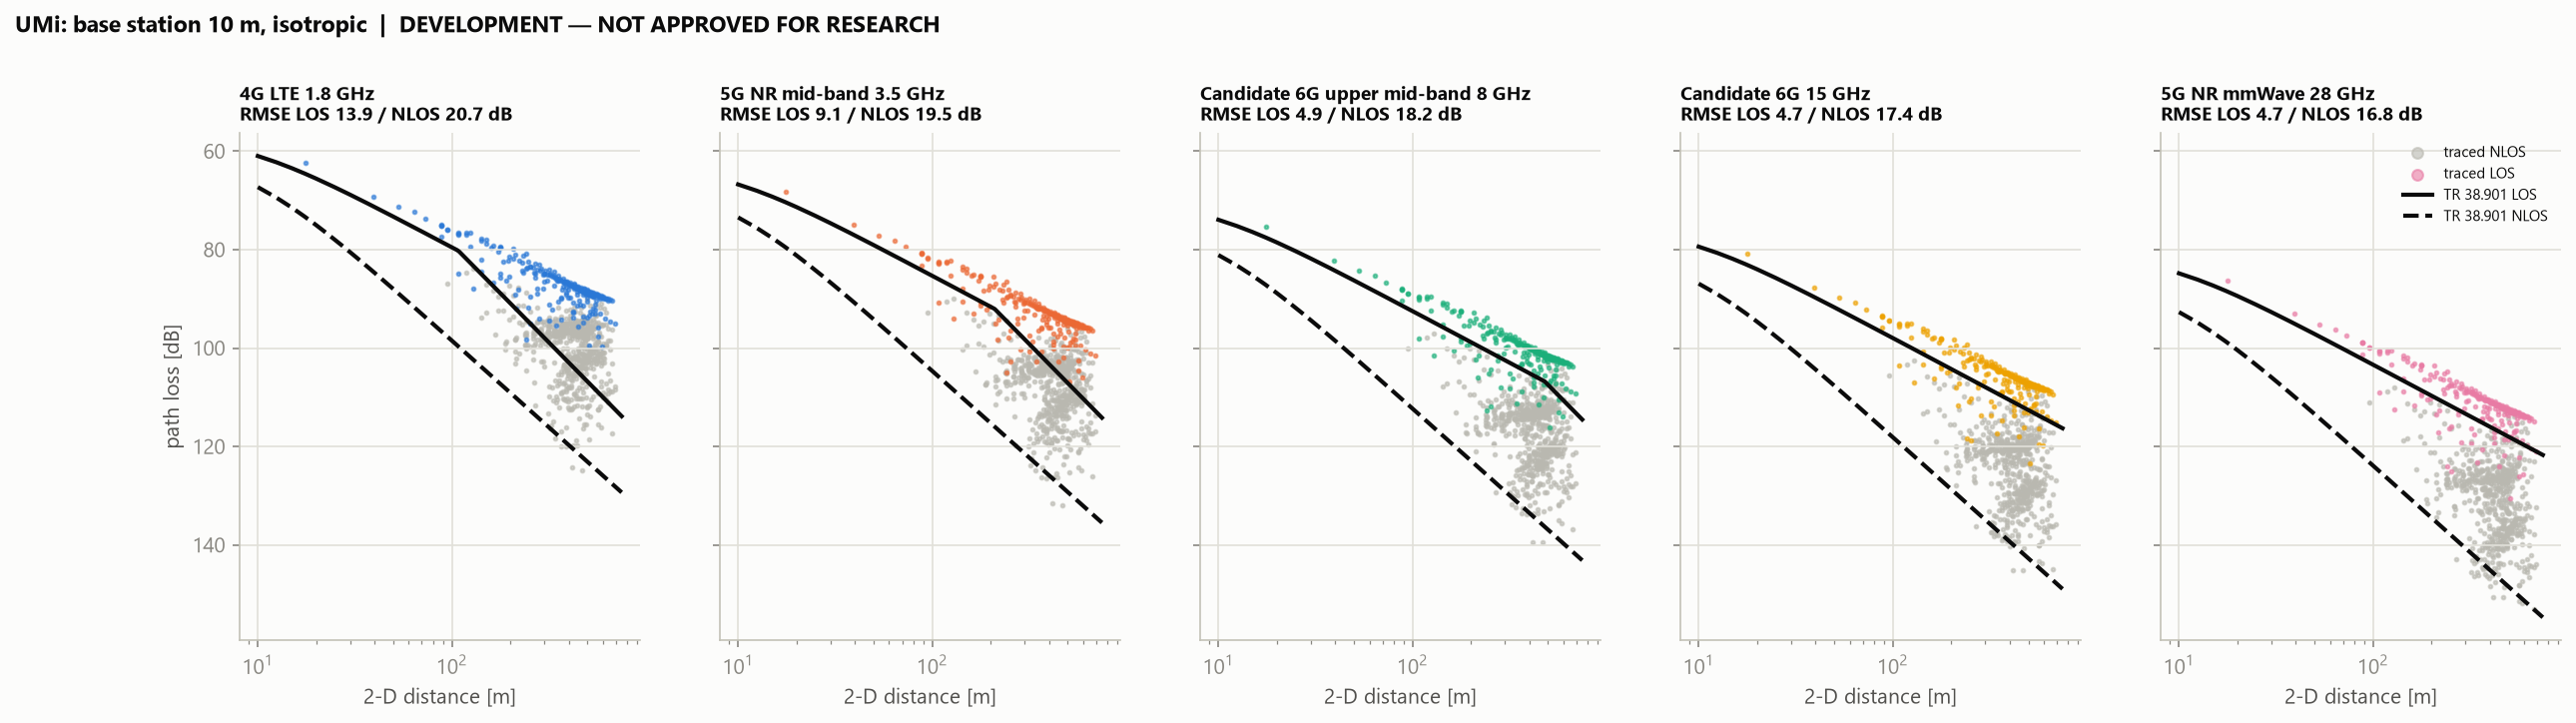 UMi: base station 10 m, isotropic | DEVELOPMENT — NOT APPROVED FOR RESEARCH
4G LTE 1.8 GHz
RMSE LOS 13.9 / NLOS 20.7 dB
5G NR mid-band 3.5 GHz
RMSE LOS 9.1 / NLOS 19.5 dB
Candidate 6G upper mid-band 8 GHz
RMSE LOS 4.9 / NLOS 18.2 dB
Candidate 6G 15 GHz
RMSE LOS 4.7 / NLOS 17.4 dB
5G NR mmWave 28 GHz
RMSE LOS 4.7 / NLOS 16.8 dB
traced NLOS
traced LOS
TR 38.901 LOS
TR 38.901 NLOS
path loss [dB]
60
80
100
120
140
10¹ 10²
10¹ 10²
10¹ 10²
10¹ 10²
10¹ 10²
2-D distance [m]
2-D distance [m]
2-D distance [m]
2-D distance [m]
2-D distance [m]